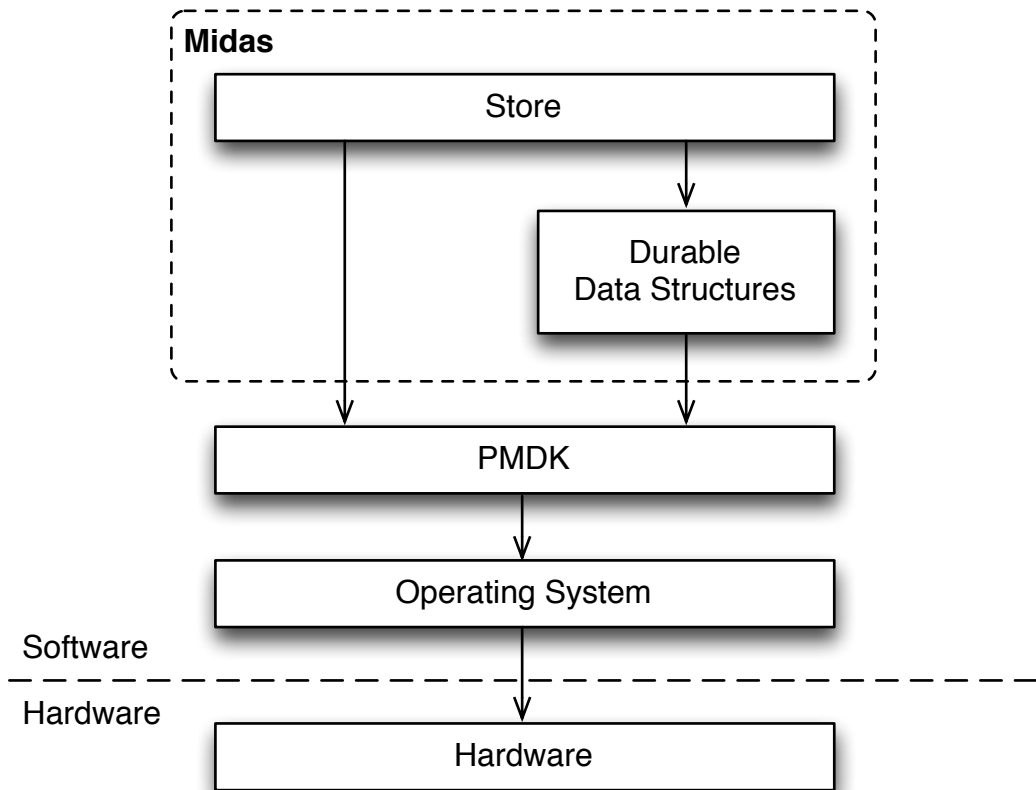 Midas
Store
Durable
Data Structures
PMDK
Operating System
Software
Hardware
Hardware